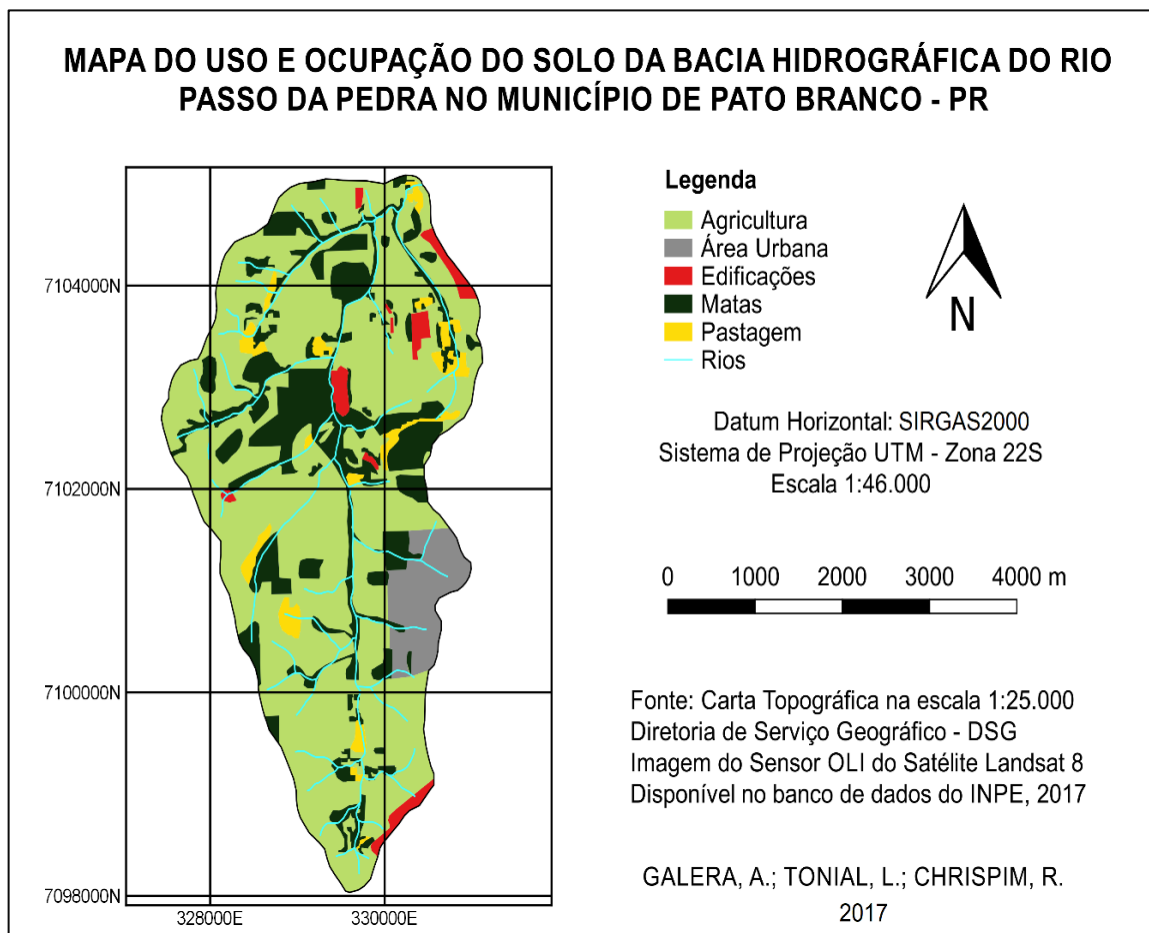 MAPA DO USO E OCUPAÇÃO DO SOLO DA BACIA HIDROGRÁFICA DO RIO
PASSO DA PEDRA NO MUNICÍPIO DE PATO BRANCO - PR
7104000N
7102000N
7100000N
7098000N
328000E
330000E
Legenda
Agricultura
Área Urbana
Edificações
Matas
Pastagem
Rios
N
Datum Horizontal: SIRGAS2000
Sistema de Projeção UTM - Zona 22S
Escala 1:46.000
0 1000 2000 3000 4000 m
Fonte: Carta Topográfica na escala 1:25.000
Diretoria de Serviço Geográfico - DSG
Imagem do Sensor OLI do Satélite Landsat 8
Disponível no banco de dados do INPE, 2017
GALERA, A.; TONIAL, L.; CHRISPIM, R.
2017